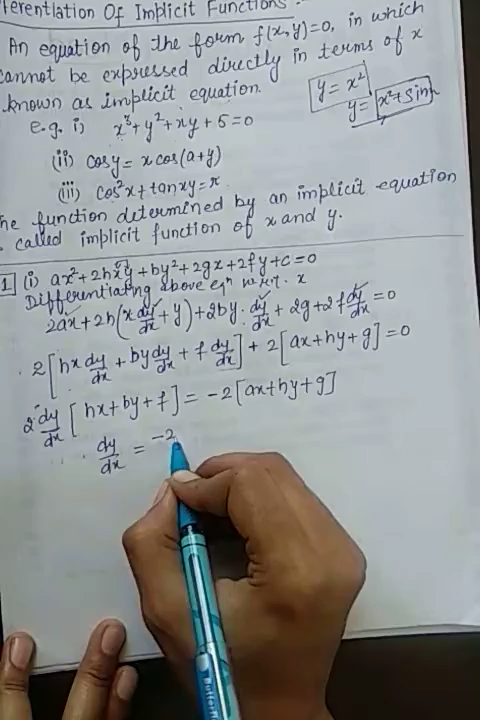 ferentiation Of Implicit Functions.
An equation of the form f(x,y)=0, in which
cannot be expressed directly in terms of x
known as implicit equation.
y=x²
y=x²+sin
e.g. i) x³+y²+xy+5=0
(ii) cosy=xcos(a+y)
(iii) cos²x+tanxy=π
he function determined by an implicit equation
called implicit function of x and y.
1 (i) ax²+2hxy+by²+2gx+2fy+c=0
Differentiating above eqⁿ w.r.t. x
2ax+2h(x dy/dx+y)+2by.dy/dx+2g+2f dy/dx=0
2[hx dy/dx+by dy/dx+f dy/dx]+2[ax+hy+g]=0
2 dy/dx [hx+by+f]=-2[ax+hy+g]
dy/dx = -2